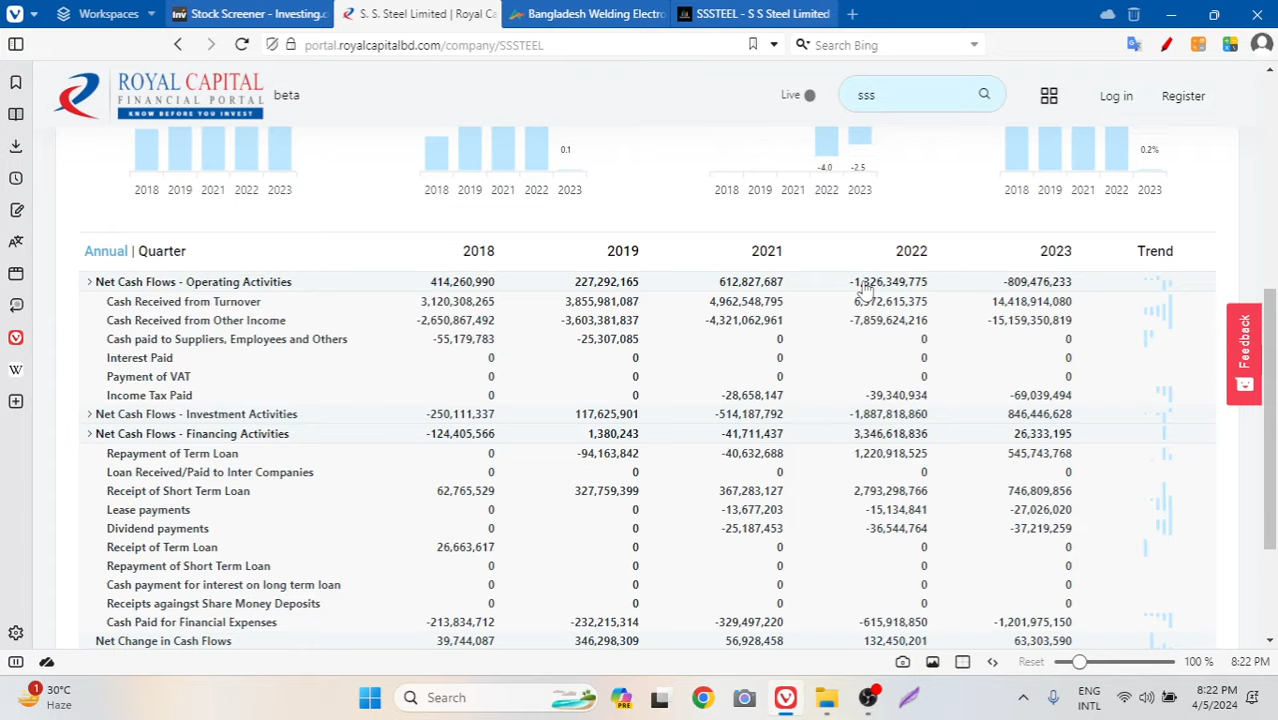 Workspaces
inv Stock Screener - Investing.c
S. S. Steel Limited | Royal Ca
Bangladesh Welding Electro
SSSTEEL - S S Steel Limited
portal.royalcapitalbd.com/company/SSSTEEL
Search Bing
ROYAL CAPITAL
FINANCIAL PORTAL
KNOW BEFORE YOU INVEST
beta
Live
sss
Log in
Register
0.1
-4.0
-2.5
0.2%
2018 2019 2021 2022 2023
2018 2019 2021 2022 2023
2018 2019 2021 2022 2023
2018 2019 2021 2022 2023
Annual | Quarter 2018 2019 2021 2022 2023 Trend
Net Cash Flows - Operating Activities 414,260,990 227,292,165 612,827,687 -1,326,349,775 -809,476,233
Cash Received from Turnover 3,120,308,265 3,855,981,087 4,962,548,795 6,572,615,375 14,418,914,080
Cash Received from Other Income -2,650,867,492 -3,603,381,837 -4,321,062,961 -7,859,624,216 -15,159,350,819
Cash paid to Suppliers, Employees and Others -55,179,783 -25,307,085 0 0 0
Interest Paid 0 0 0 0 0
Payment of VAT 0 0 0 0 0
Income Tax Paid 0 0 -28,658,147 -39,340,934 -69,039,494
Net Cash Flows - Investment Activities -250,111,337 117,625,901 -514,187,792 -1,887,818,860 846,446,628
Net Cash Flows - Financing Activities -124,405,566 1,380,243 -41,711,437 3,346,618,836 26,333,195
Repayment of Term Loan 0 -94,163,842 -40,632,688 1,220,918,525 545,743,768
Loan Received/Paid to Inter Companies 0 0 0 0 0
Receipt of Short Term Loan 62,765,529 327,759,399 367,283,127 2,793,298,766 746,809,856
Lease payments 0 0 -13,677,203 -15,134,841 -27,026,020
Dividend payments 0 0 -25,187,453 -36,544,764 -37,219,259
Receipt of Term Loan 26,663,617 0 0 0 0
Repayment of Short Term Loan 0 0 0 0 0
Cash payment for interest on long term loan 0 0 0 0 0
Receipts againgst Share Money Deposits 0 0 0 0 0
Cash Paid for Financial Expenses -213,834,712 -232,215,314 -329,497,220 -615,918,850 -1,201,975,150
Net Change in Cash Flows 39,744,087 346,298,309 56,928,458 132,450,201 63,303,590
Feedback
W
Reset 100 % 8:22 PM
1
30°C
Haze
Search
PRE
ENG
INTL
8:22 PM
4/5/2024